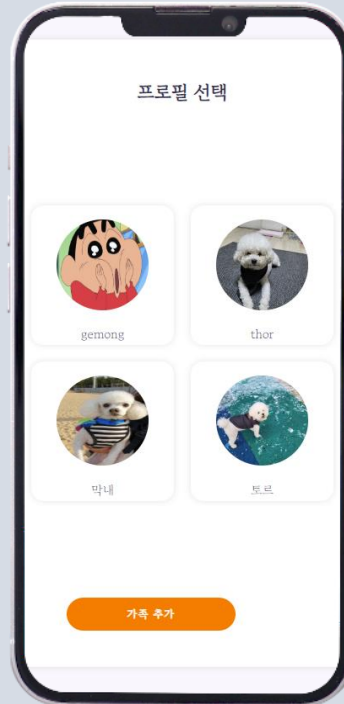 프로필 선택
gemong
thor
막내
토르
가족 추가